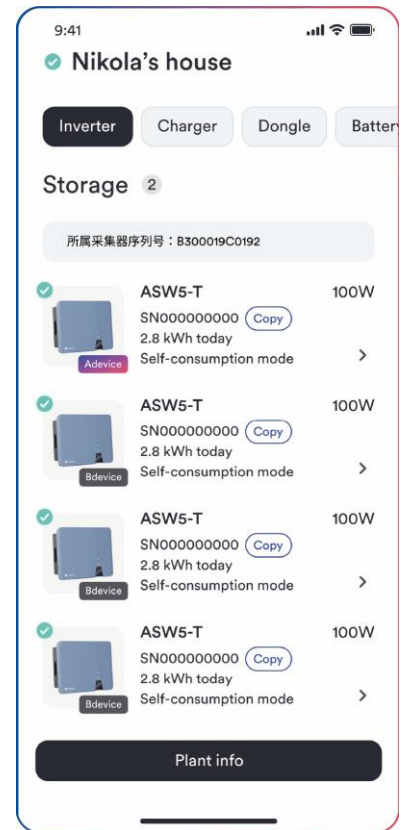 9:41
Nikola's house
Inverter Charger Dongle Batter
Storage 2
所属采集器序列号：B300019C0192
ASW5-T 100W
SN000000000 Copy
2.8 kWh today
Adevice Self-consumption mode
ASW5-T 100W
SN000000000 Copy
2.8 kWh today
Bdevice Self-consumption mode
ASW5-T 100W
SN000000000 Copy
2.8 kWh today
Bdevice Self-consumption mode
ASW5-T 100W
SN000000000 Copy
2.8 kWh today
Bdevice Self-consumption mode
Plant info